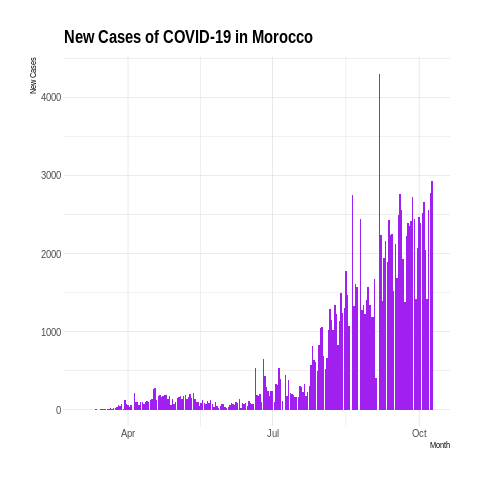 New Cases of COVID-19 in Morocco
New Cases
4000
3000
2000
1000
0
Apr
Jul
Oct
Month